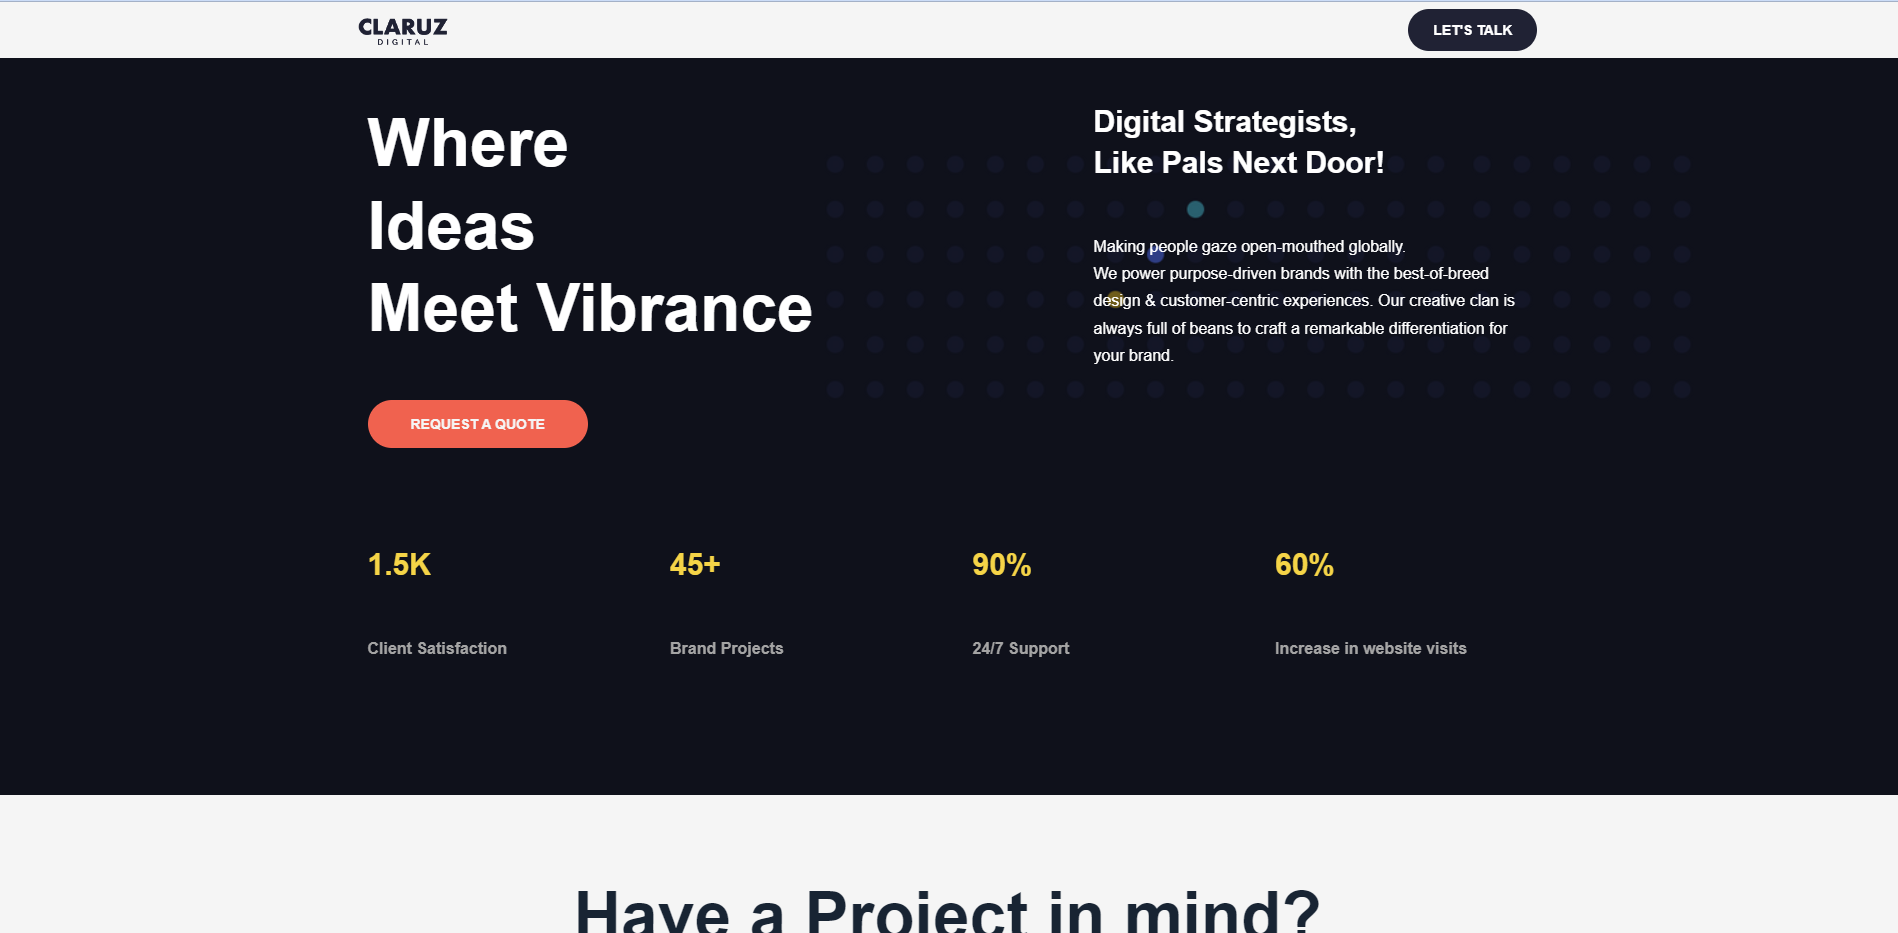 CLARUZ
DIGITAL
LET'S TALK
Where
Ideas
Meet Vibrance
REQUEST A QUOTE
Digital Strategists,
Like Pals Next Door!
Making people gaze open-mouthed globally.
We power purpose-driven brands with the best-of-breed
design & customer-centric experiences. Our creative clan is
always full of beans to craft a remarkable differentiation for
your brand.
1.5K
Client Satisfaction
45+
Brand Projects
90%
24/7 Support
60%
Increase in website visits
Have a Project in mind?